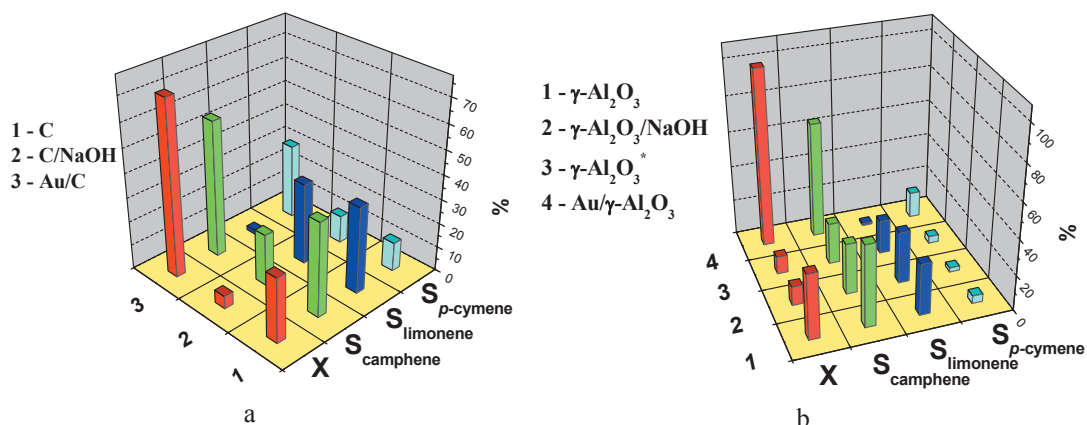 1 - C
2 - C/NaOH
3 - Au/C
70
60
50
40
30
20
10
0
%
3
2
1
X
S camphene
S limonene
S p-cymene
a
1 - γ-Al₂O₃
2 - γ-Al₂O₃/NaOH
3 - γ-Al₂O₃*
4 - Au/γ-Al₂O₃
100
80
60
40
20
0
%
4
3
2
1
X
S camphene
S limonene
S p-cymene
b